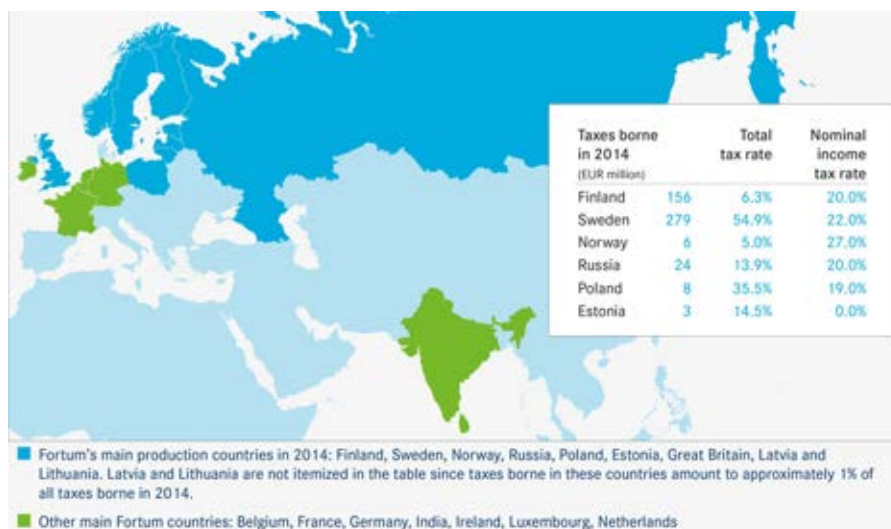 Taxes borne Total Nominal
in 2014 tax rate income
(EUR million) tax rate
Finland 156 6.3% 20.0%
Sweden 279 54.9% 22.0%
Norway 6 5.0% 27.0%
Russia 24 13.9% 20.0%
Poland 8 35.5% 19.0%
Estonia 3 14.5% 0.0%
Fortum's main production countries in 2014: Finland, Sweden, Norway, Russia, Poland, Estonia, Great Britain, Latvia and
Lithuania. Latvia and Lithuania are not itemized in the table since taxes borne in these countries amount to approximately 1% of
all taxes borne in 2014.
Other main Fortum countries: Belgium, France, Germany, India, Ireland, Luxembourg, Netherlands